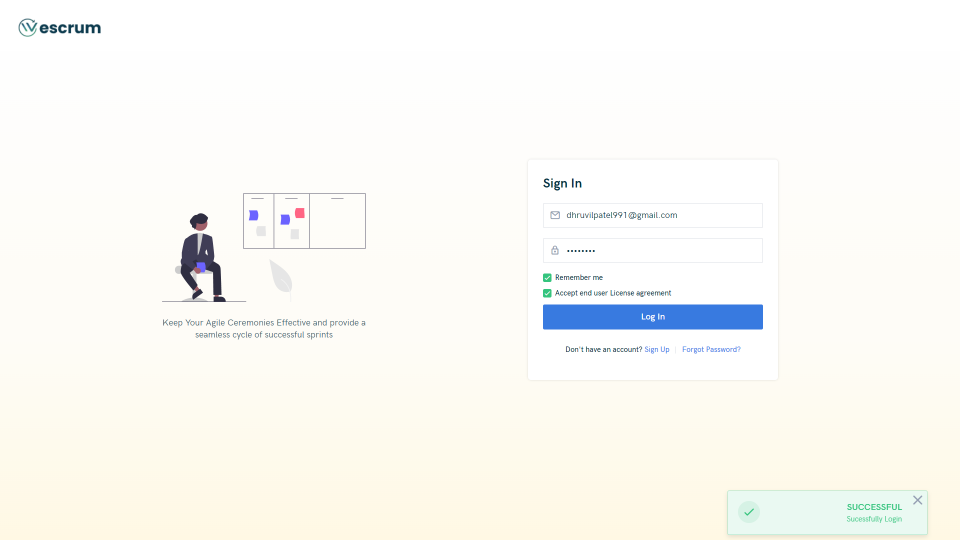 escrum
Sign In
dhruvilpatel991@gmail.com
••••••••
Remember me
Accept end user License agreement
Log In
Don't have an account? Sign Up | Forgot Password?
Keep Your Agile Ceremonies Effective and provide a
seamless cycle of successful sprints
SUCCESSFUL
Sucessfully Login